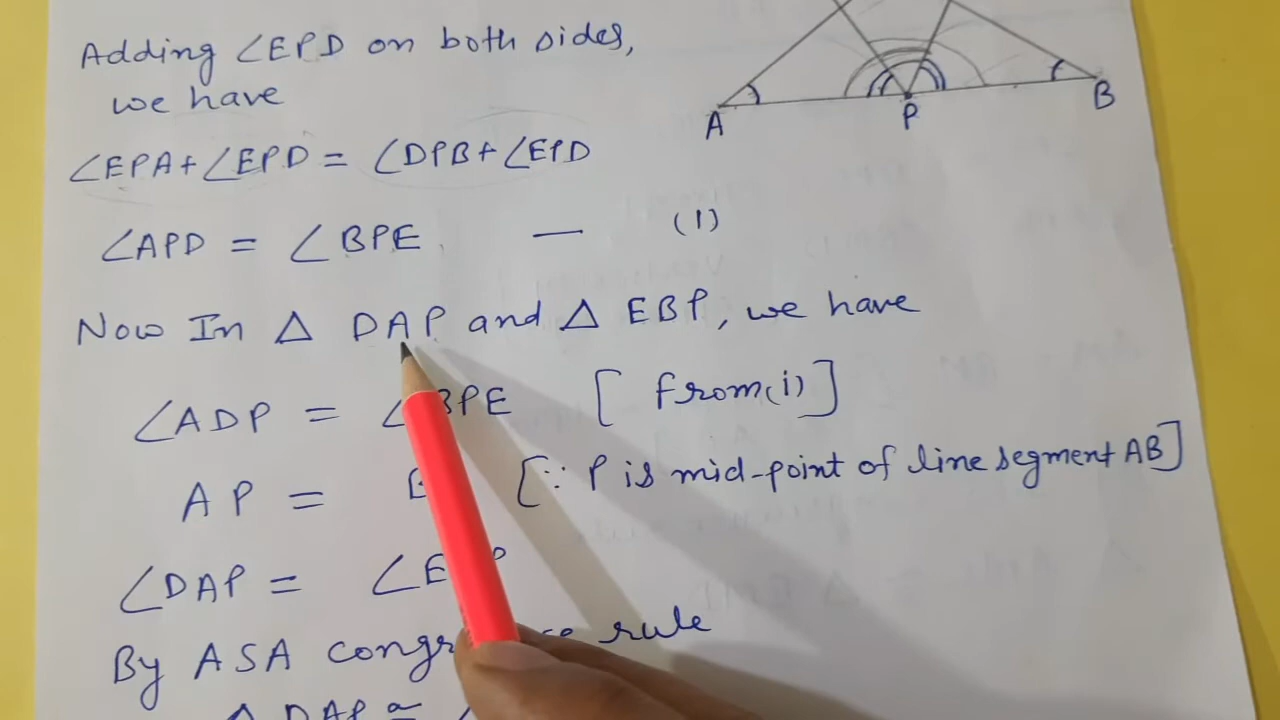 Adding ∠EPD on both sides,
we have
∠EPA+∠EPD = ∠DPB+∠EPD
∠APD = ∠BPE — (1)
Now In △ DAP and △ EBP, we have
∠ADP = ∠BPE [ from(i) ]
AP = [∵ P is mid-point of line segment AB]
∠DAP =
By ASA rule
△ DAP ≅
A
P
B